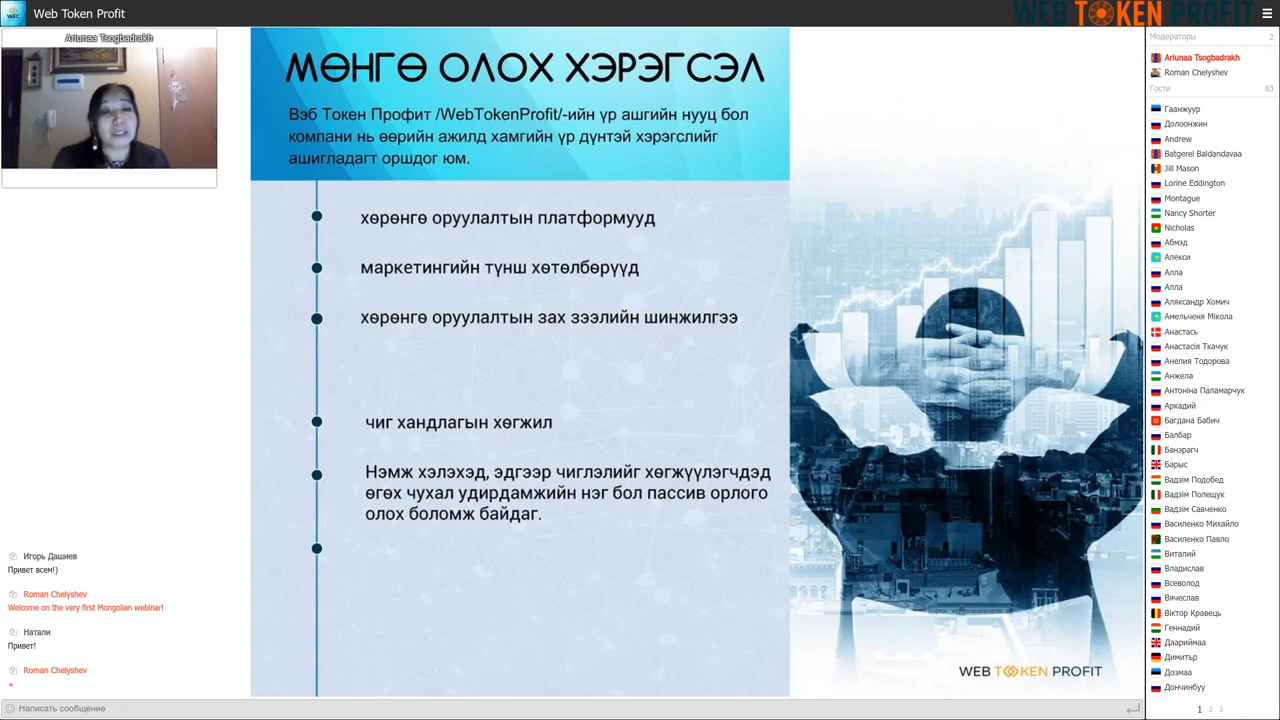 Web Token Profit
WEB TOKEN PROFIT
Ariunaa Tsogbadrakh
МӨНГӨ ОЛОХ ХЭРЭГСЭЛ
Вэб Токен Профит /WebTokenProfit/-ийн үр ашгийн нууц бол
компани нь өөрийн ажилд хамгийн үр дүнтэй хэрэгслийг
ашигладагт оршдог юм.
хөрөнгө оруулалтын платформууд
маркетингийн түнш хөтөлбөрүүд
хөрөнгө оруулалтын зах зээлийн шинжилгээ
чиг хандлагын хөгжил
Нэмж хэлэхэд, эдгээр чиглэлийг хөгжүүлэгчдэд
өгөх чухал удирдамжийн нэг бол пассив орлого
олох боломж байдаг.
WEB TOKEN PROFIT
Игорь Дашиев
Привет всем!)
Roman Chelyshev
Welcome on the very first Mongolian webinar!
Натали
Привет!
Roman Chelyshev
+
Написать сообщение
Модераторы 2
Ariunaa Tsogbadrakh
Roman Chelyshev
Гости 83
Гаанжуур
Долоонжин
Andrew
Batgerel Baldandavaa
Jill Mason
Lorine Eddington
Montague
Nancy Shorter
Nicholas
Абмэд
Алекси
Алла
Алла
Аляксандр Хомич
Амельченя Мікола
Анастась
Анастасія Ткачук
Анелия Тодорова
Анжела
Антоніна Паламарчук
Аркадий
Багдана Бабич
Балбар
Банзрагч
Барыс
Вадзім Подобед
Вадзім Полещук
Вадзім Савченко
Василенко Михайло
Василенко Павло
Виталий
Владислав
Всеволод
Вячеслав
Віктор Кравець
Геннадий
Даариймаа
Димитър
Дозмаа
Дончинбуу
1 2 3